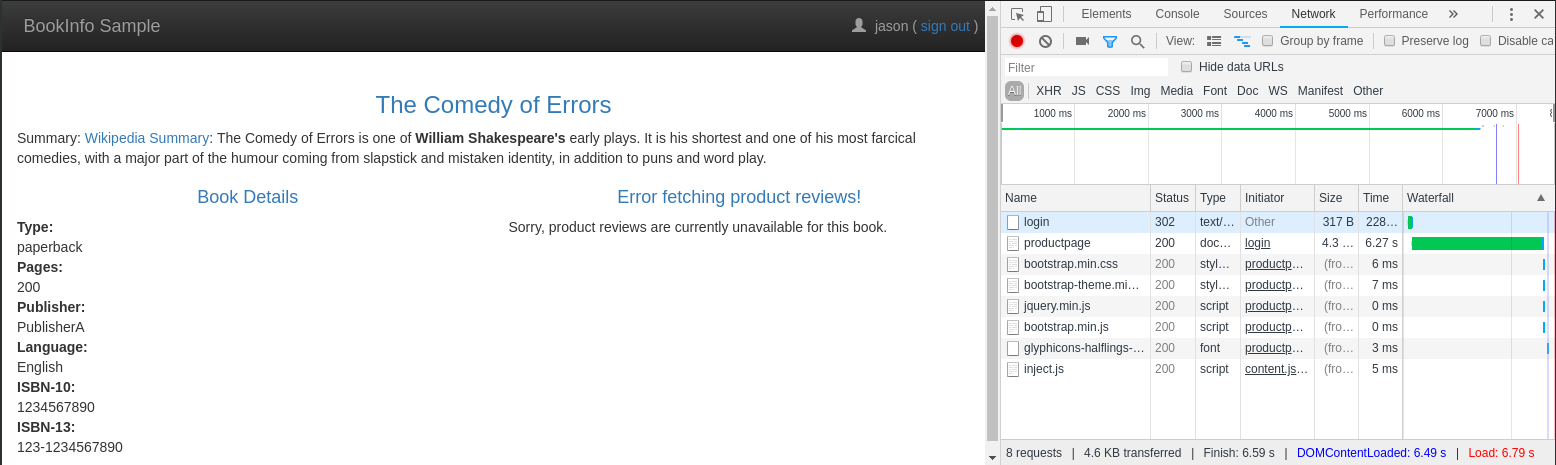 BookInfo Sample
jason ( sign out )
The Comedy of Errors
Summary: Wikipedia Summary: The Comedy of Errors is one of William Shakespeare's early plays. It is his shortest and one of his most farcical
comedies, with a major part of the humour coming from slapstick and mistaken identity, in addition to puns and word play.
Book Details
Type:
paperback
Pages:
200
Publisher:
PublisherA
Language:
English
ISBN-10:
1234567890
ISBN-13:
123-1234567890
Error fetching product reviews!
Sorry, product reviews are currently unavailable for this book.
Elements Console Sources Network Performance »
View: Group by frame Preserve log Disable ca
Filter Hide data URLs
All XHR JS CSS Img Media Font Doc WS Manifest Other
1000 ms 2000 ms 3000 ms 4000 ms 5000 ms 6000 ms 7000 ms
Name Status Type Initiator Size Time Waterfall
login 302 text/... Other 317 B 228...
productpage 200 doc... login 4.3 ... 6.27 s
bootstrap.min.css 200 styl... productp... (fro... 6 ms
bootstrap-theme.mi... 200 styl... productp... (fro... 7 ms
jquery.min.js 200 script productp... (fro... 0 ms
bootstrap.min.js 200 script productp... (fro... 0 ms
glyphicons-halflings-... 200 font productp... (fro... 3 ms
inject.js 200 script content.js... (fro... 5 ms
8 requests | 4.6 KB transferred | Finish: 6.59 s | DOMContentLoaded: 6.49 s | Load: 6.79 s